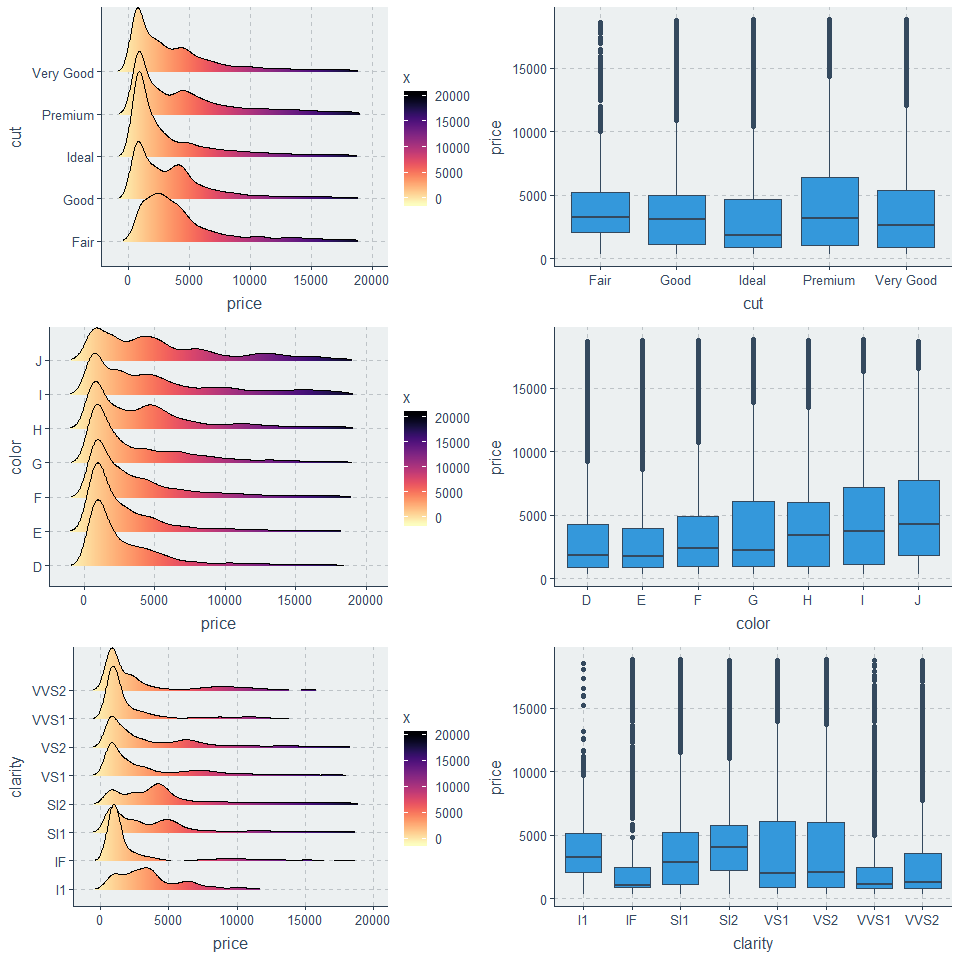 cut
Very Good
Premium
Ideal
Good
Fair
0 5000 10000 15000 20000
price
X
20000
15000
10000
5000
0
price
15000
10000
5000
0
Fair Good Ideal Premium Very Good
cut
color
J
I
H
G
F
E
D
0 5000 10000 15000 20000
price
X
20000
15000
10000
5000
0
price
15000
10000
5000
0
D E F G H I J
color
clarity
VVS2
VVS1
VS2
VS1
SI2
SI1
IF
I1
0 5000 10000 15000 20000
price
X
20000
15000
10000
5000
0
price
15000
10000
5000
0
I1 IF SI1 SI2 VS1 VS2 VVS1 VVS2
clarity